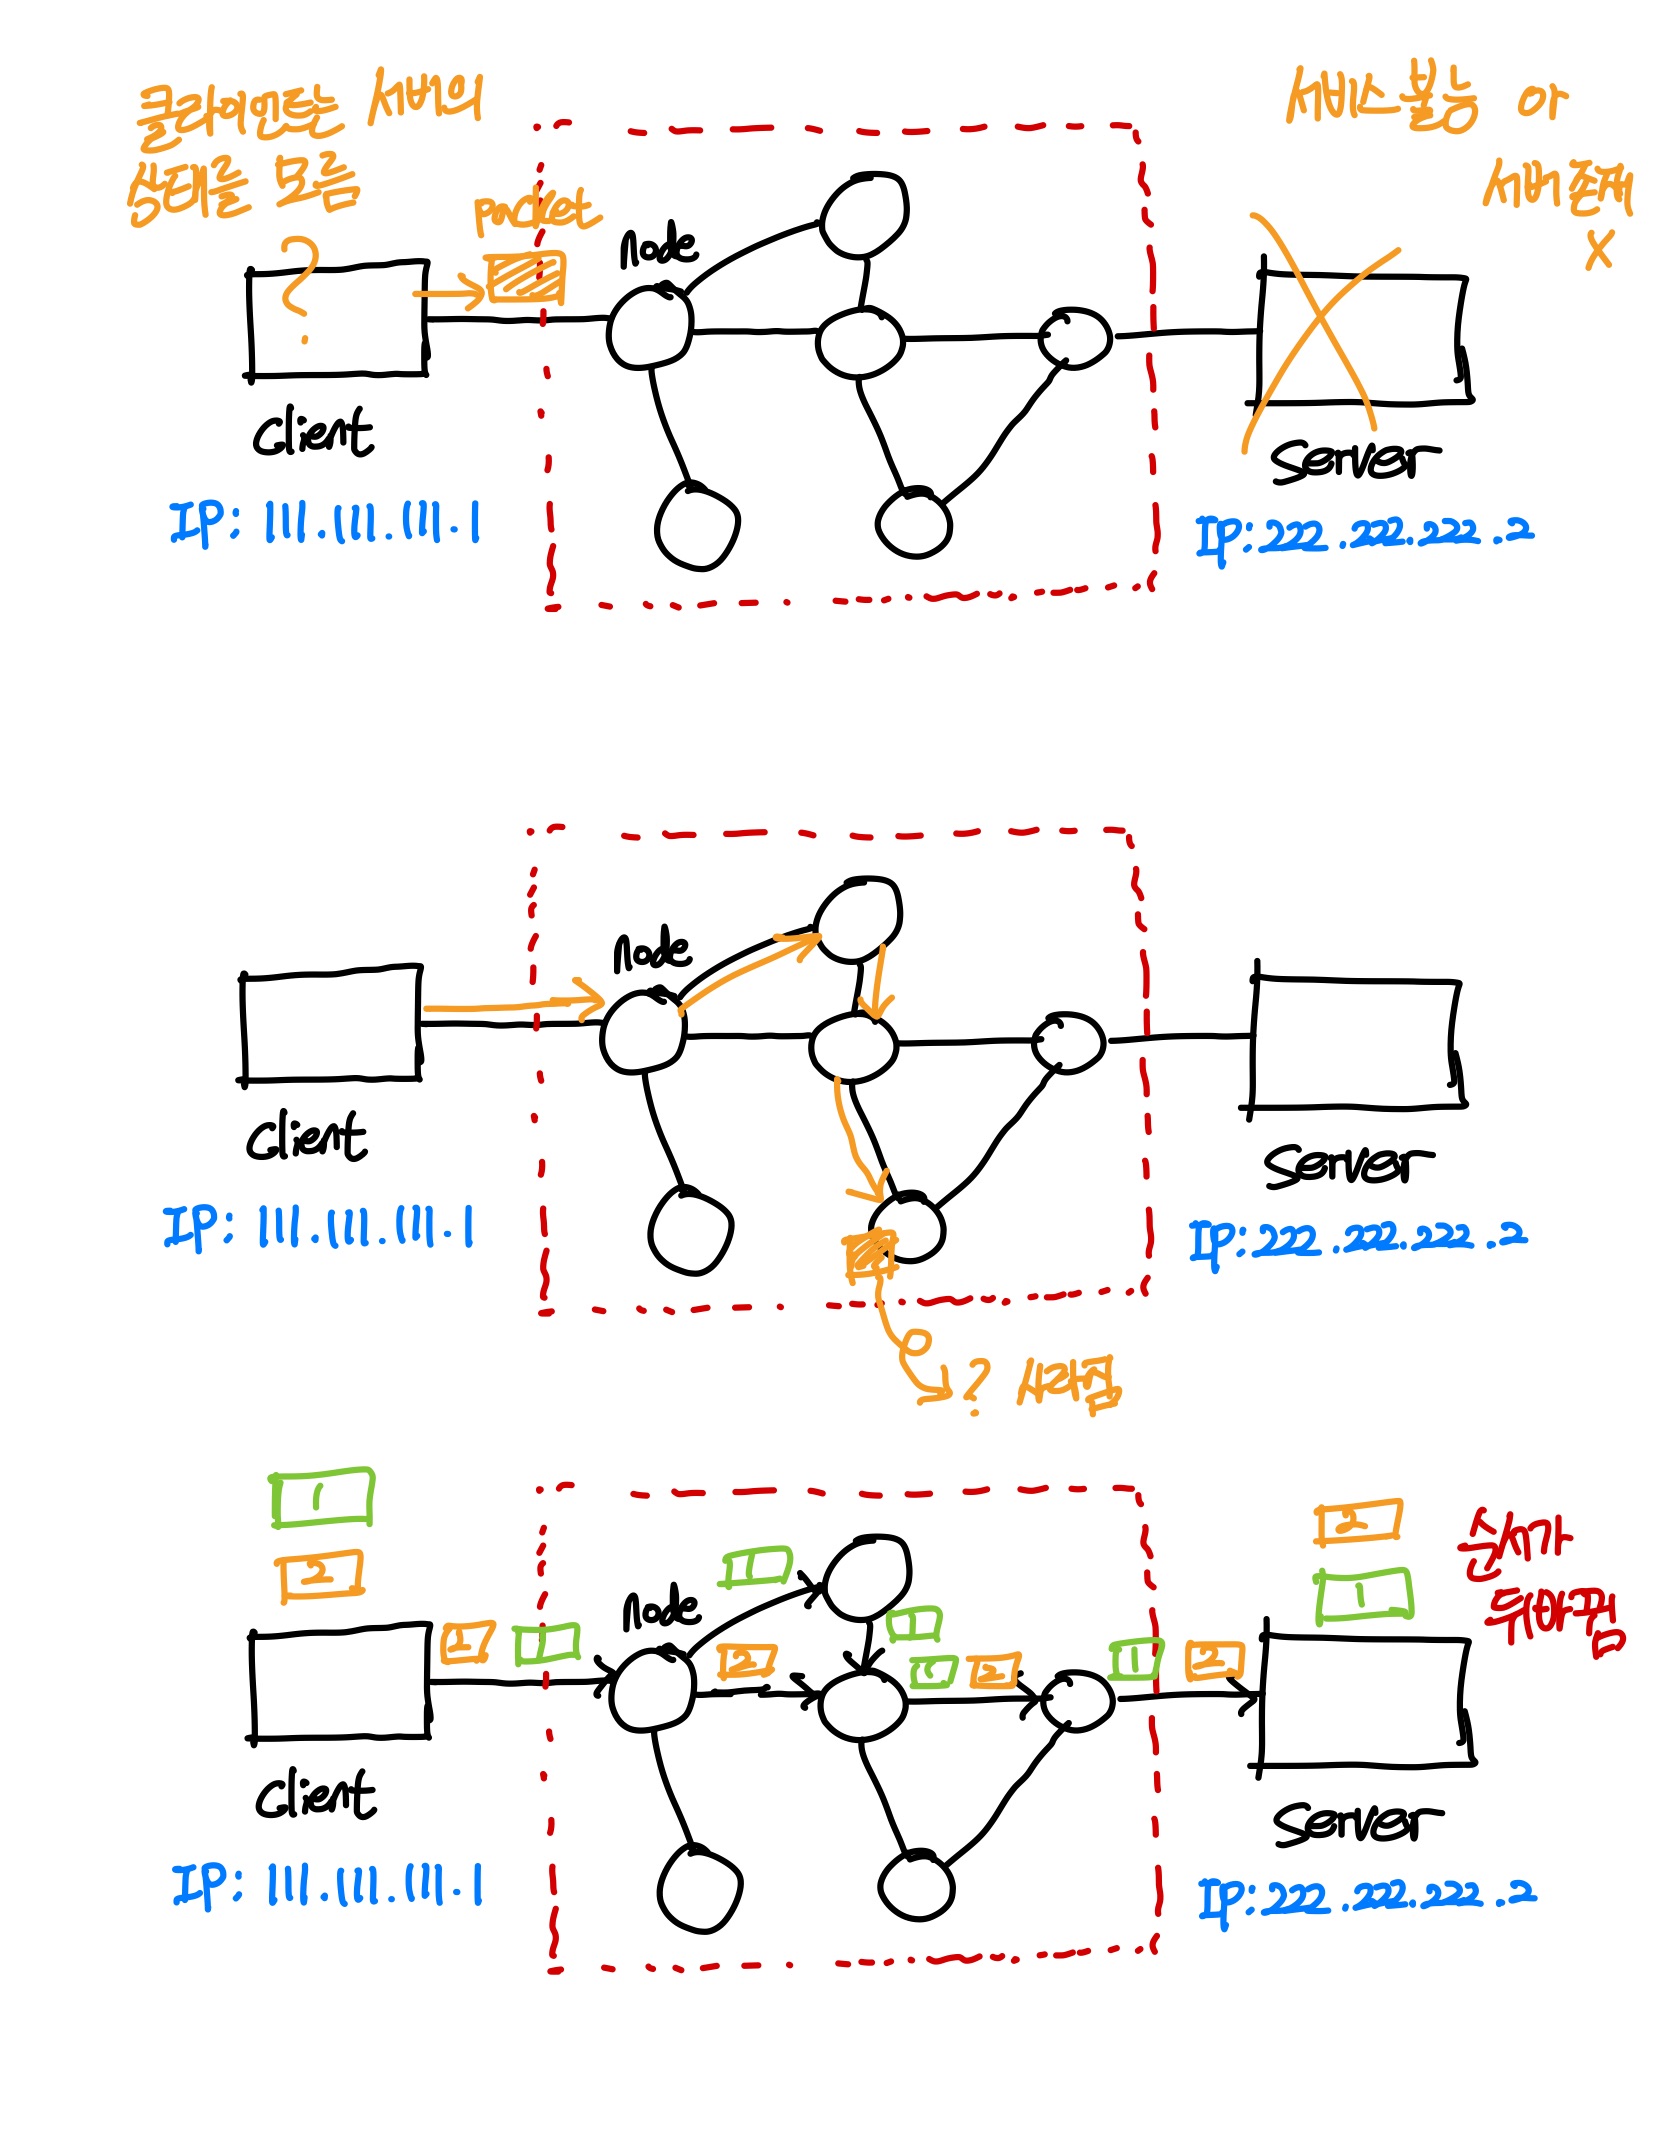 클라이언트는 서버의
상태를 모름
?
packet
node
서비스 불능 or
서버 존재
X
Client
Server
IP: 111.111.111.1
IP:222.222.222.2
node
Client
Server
IP: 111.111.111.1
IP:222.222.222.2
? 사라짐
1
2
2
1
순서가
뒤바뀜
node
1
1
2
1
2
1
2
1
2
Client
Server
IP: 111.111.111.1
IP:222.222.222.2